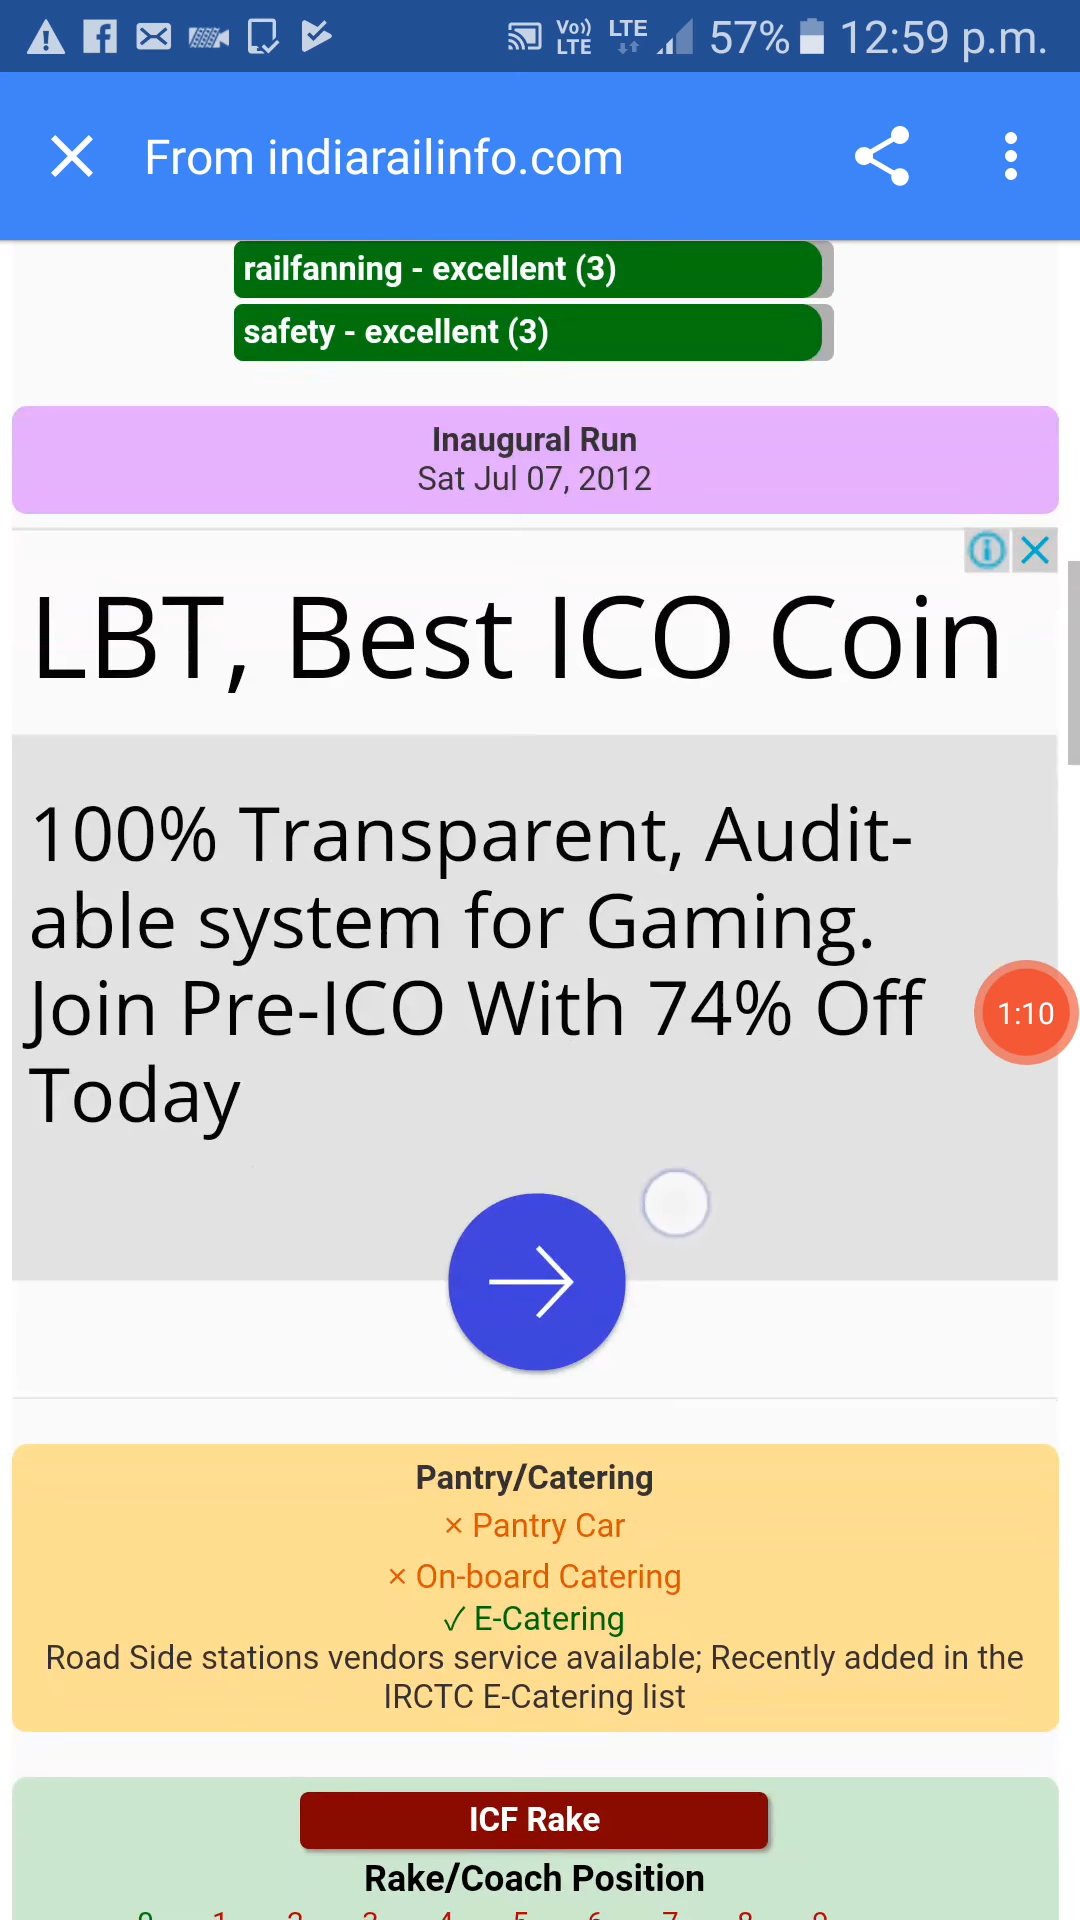 Vo)) LTE LTE 57% 12:59 p.m.
From indiarailinfo.com
railfanning - excellent (3)
safety - excellent (3)
Inaugural Run
Sat Jul 07, 2012
LBT, Best ICO Coin
100% Transparent, Audit-
able system for Gaming.
Join Pre-ICO With 74% Off
Today
1:10
Pantry/Catering
× Pantry Car
× On-board Catering
✓ E-Catering
Road Side stations vendors service available; Recently added in the
IRCTC E-Catering list
ICF Rake
Rake/Coach Position